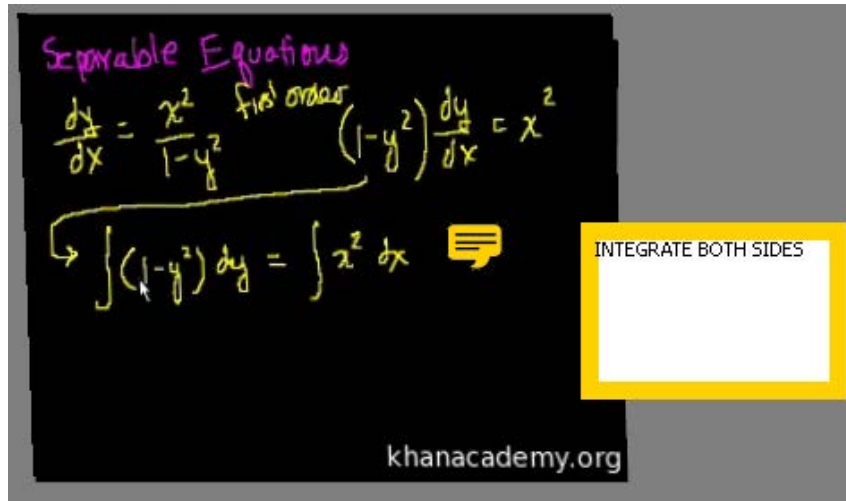 Separable Equations
dy/dx = x²/(1-y²) first order (1-y²) dy/dx = x²
∫(1-y²) dy = ∫ x² dx
INTEGRATE BOTH SIDES
khanacademy.org